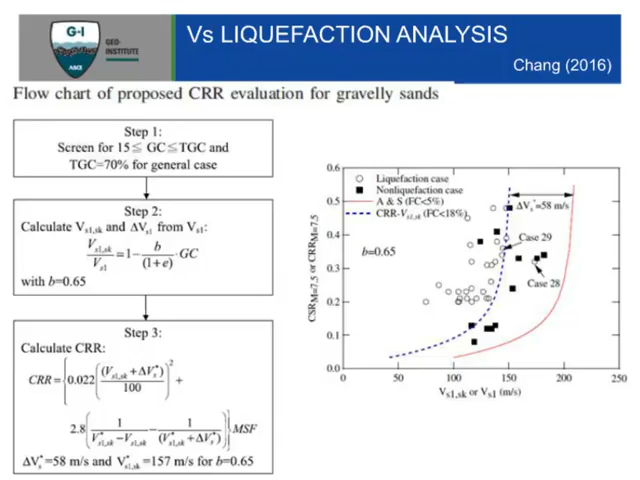 G-I
GEO-
INSTITUTE
ASCE
Vs LIQUEFACTION ANALYSIS
Chang (2016)
Flow chart of proposed CRR evaluation for gravelly sands
Step 1:
Screen for 15≦ GC≦TGC and
TGC=70% for general case
Step 2:
Calculate Vs1,sk and ΔVs1 from Vs1:
Vs1,sk / Vs1 = 1 − b / (1+e) · GC
with b=0.65
Step 3:
Calculate CRR:
CRR = { 0.022 ( (Vs1,sk + ΔVs*) / 100 )² +
2.8 ( 1 / (V*s1,sk − Vs1,sk) − 1 / (V*s1,sk + ΔVs*) ) } MSF
ΔVs*=58 m/s and V*s1,sk=157 m/s for b=0.65
Liquefaction case
Nonliquefaction case
A & S (FC<5%)
CRR-Vs1,sk (FC<18%)
ΔVs*=58 m/s
Case 29
b=0.65
Case 28
CSRM=7.5 or CRRM=7.5
0.6
0.5
0.4
0.3
0.2
0.1
0.0
0 50 100 150 200 250
Vs1,sk or Vs1 (m/s)